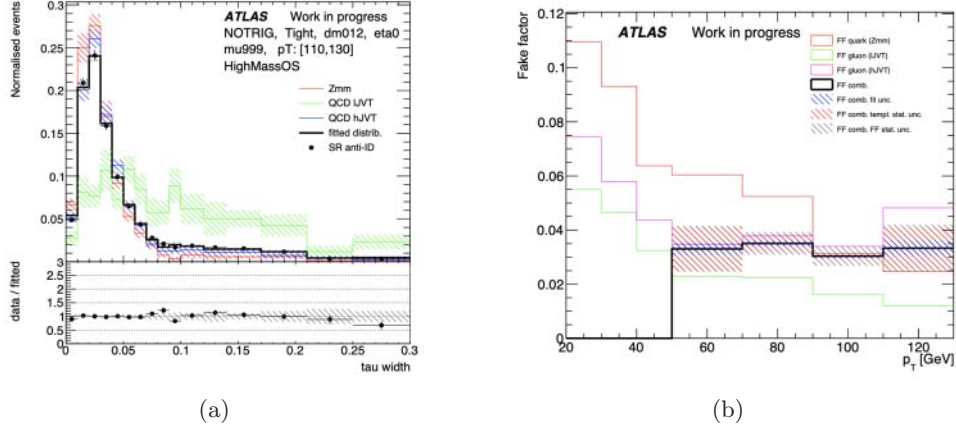 ATLAS Work in progress
NOTRIG, Tight, dm012, eta0
mu999, pT: [110,130]
HighMassOS
Zmm
QCD lJVT
QCD hJVT
fitted distrib.
SR anti-ID
Normalised events
0.3
0.25
0.2
0.15
0.1
0.05
data / fitted
3
2.5
2
1.5
1
0.5
0 0.05 0.1 0.15 0.2 0.25 0.3
tau width
(a)
ATLAS Work in progress
FF quark (Zmm)
FF gluon (lJVT)
FF gluon (hJVT)
FF comb.
FF comb. fit unc.
FF comb. templ. stat. unc.
FF comb. FF stat. unc.
Fake factor
0.12
0.1
0.08
0.06
0.04
0.02
0
20 40 60 80 100 120
pT [GeV]
(b)